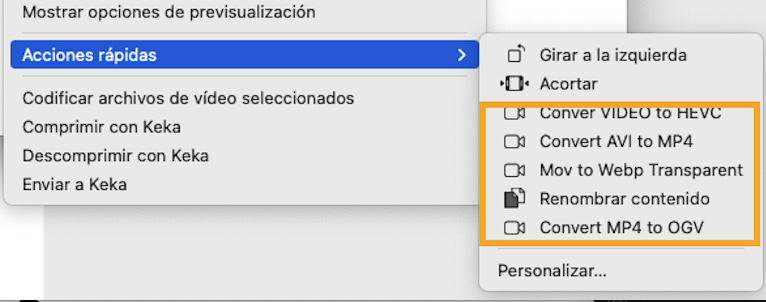 Mostrar opciones de previsualización
Acciones rápidas
Codificar archivos de vídeo seleccionados
Comprimir con Keka
Descomprimir con Keka
Enviar a Keka
Girar a la izquierda
Acortar
Conver VIDEO to HEVC
Convert AVI to MP4
Mov to Webp Transparent
Renombrar contenido
Convert MP4 to OGV
Personalizar...